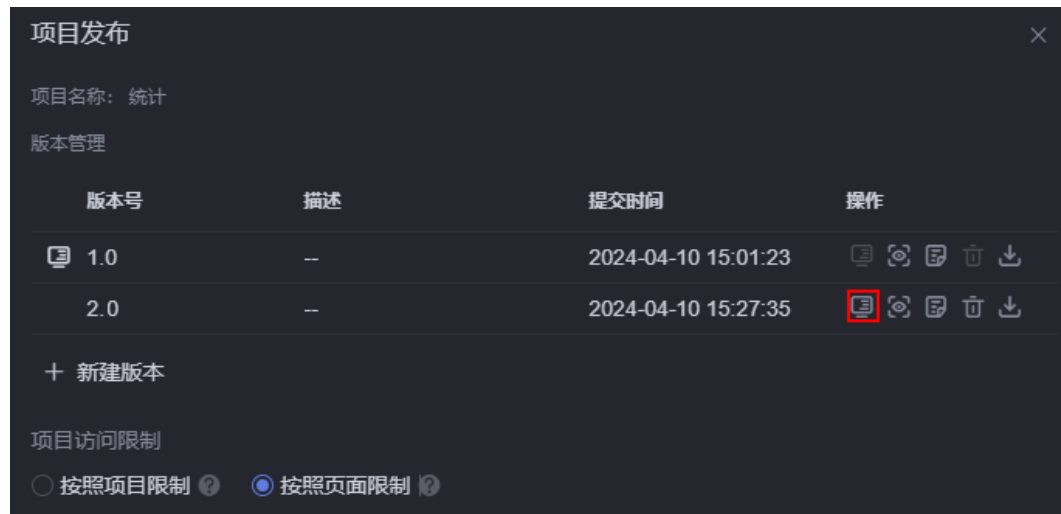 项目发布
项目名称： 统计
版本管理
版本号 描述 提交时间 操作
1.0 -- 2024-04-10 15:01:23
2.0 -- 2024-04-10 15:27:35
+ 新建版本
项目访问限制
按照项目限制 ? 按照页面限制 ?